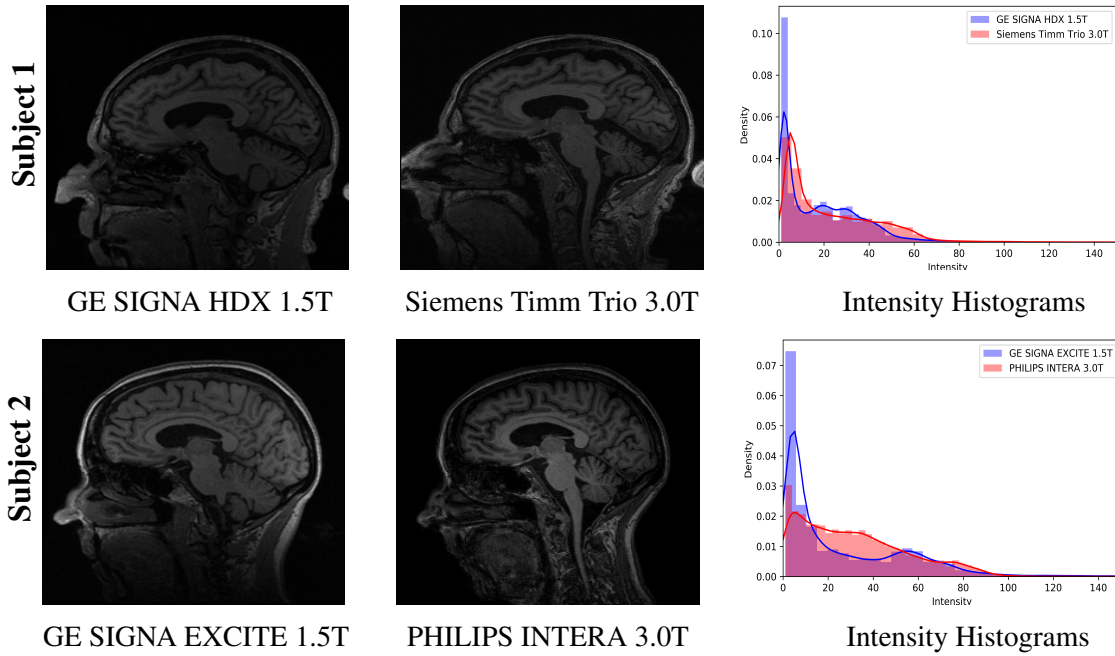 Subject 1
GE SIGNA HDX 1.5T
Siemens Timm Trio 3.0T
0.10
0.08
0.06
0.04
0.02
0.00
Density
0 20 40 60 80 100 120 140
Intensity
GE SIGNA HDX 1.5T
Siemens Timm Trio 3.0T
Intensity Histograms
Subject 2
GE SIGNA EXCITE 1.5T
PHILIPS INTERA 3.0T
0.07
0.06
0.05
0.04
0.03
0.02
0.01
0.00
Density
0 20 40 60 80 100 120 140
Intensity
GE SIGNA EXCITE 1.5T
PHILIPS INTERA 3.0T
Intensity Histograms